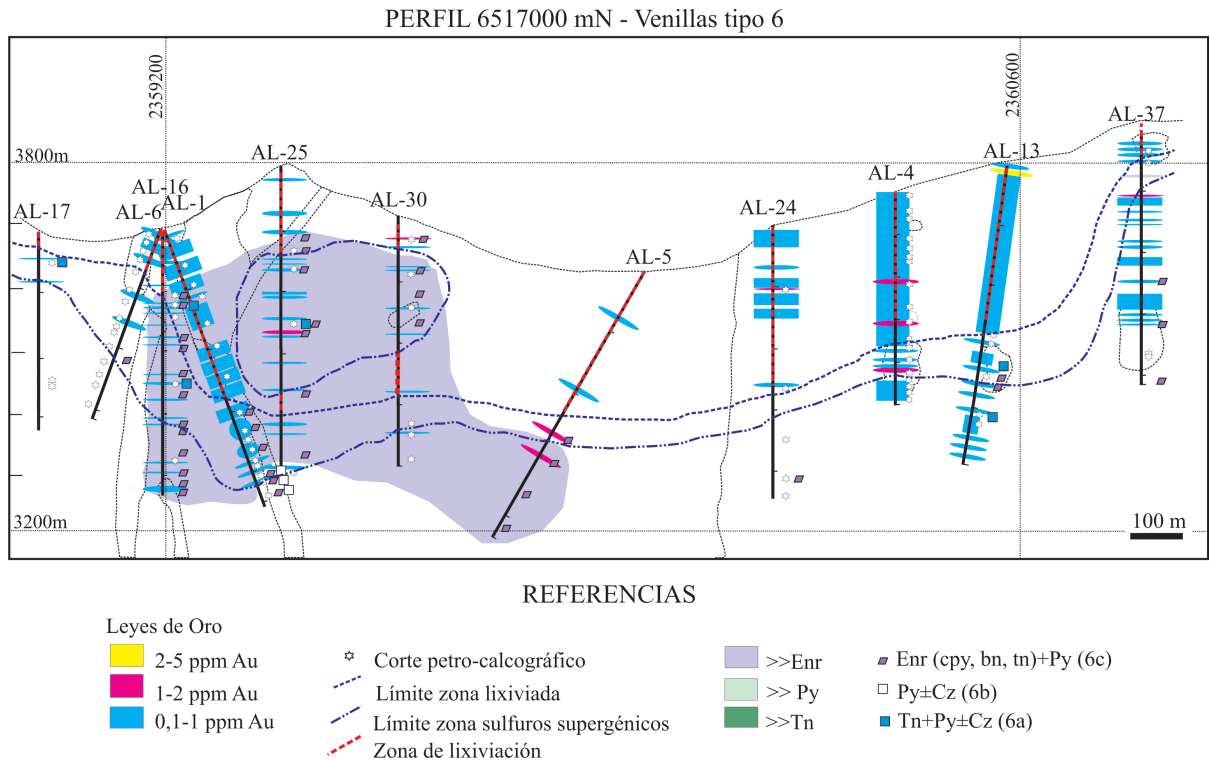 PERFIL 6517000 mN - Venillas tipo 6
2359200
2360600
AL-37
3800m
AL-25
AL-13
AL-4
AL-16
AL-17
AL-6
AL-1
AL-30
AL-24
AL-5
3200m
100 m
REFERENCIAS
Leyes de Oro
2-5 ppm Au
1-2 ppm Au
0,1-1 ppm Au
Corte petro-calcográfico
Límite zona lixiviada
Límite zona sulfuros supergénicos
Zona de lixiviación
>>Enr
>> Py
>>Tn
Enr (cpy, bn, tn)+Py (6c)
Py±Cz (6b)
Tn+Py±Cz (6a)